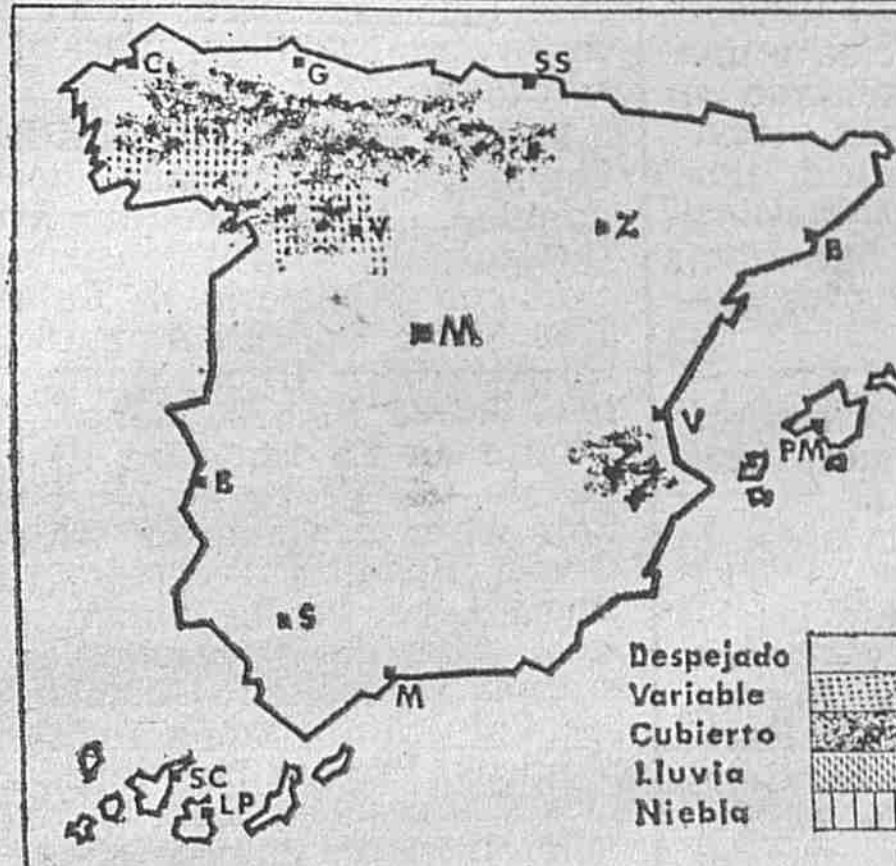 C.
G
SS
V
Z
B
M.
V
PM
B
S
M
SC
LP
Despejado
Variable
Cubierto
Lluvia
Niebla